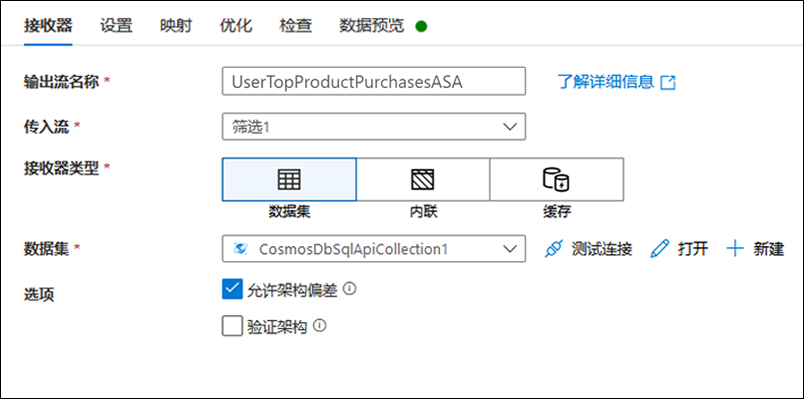 接收器 设置 映射 优化 检查 数据预览
输出流名称 * UserTopProductPurchasesASA 了解详细信息
传入流 * 筛选1
接收器类型 *
数据集 内联 缓存
数据集 * CosmosDbSqlApiCollection1 测试连接 打开 新建
选项 允许架构偏差
验证架构